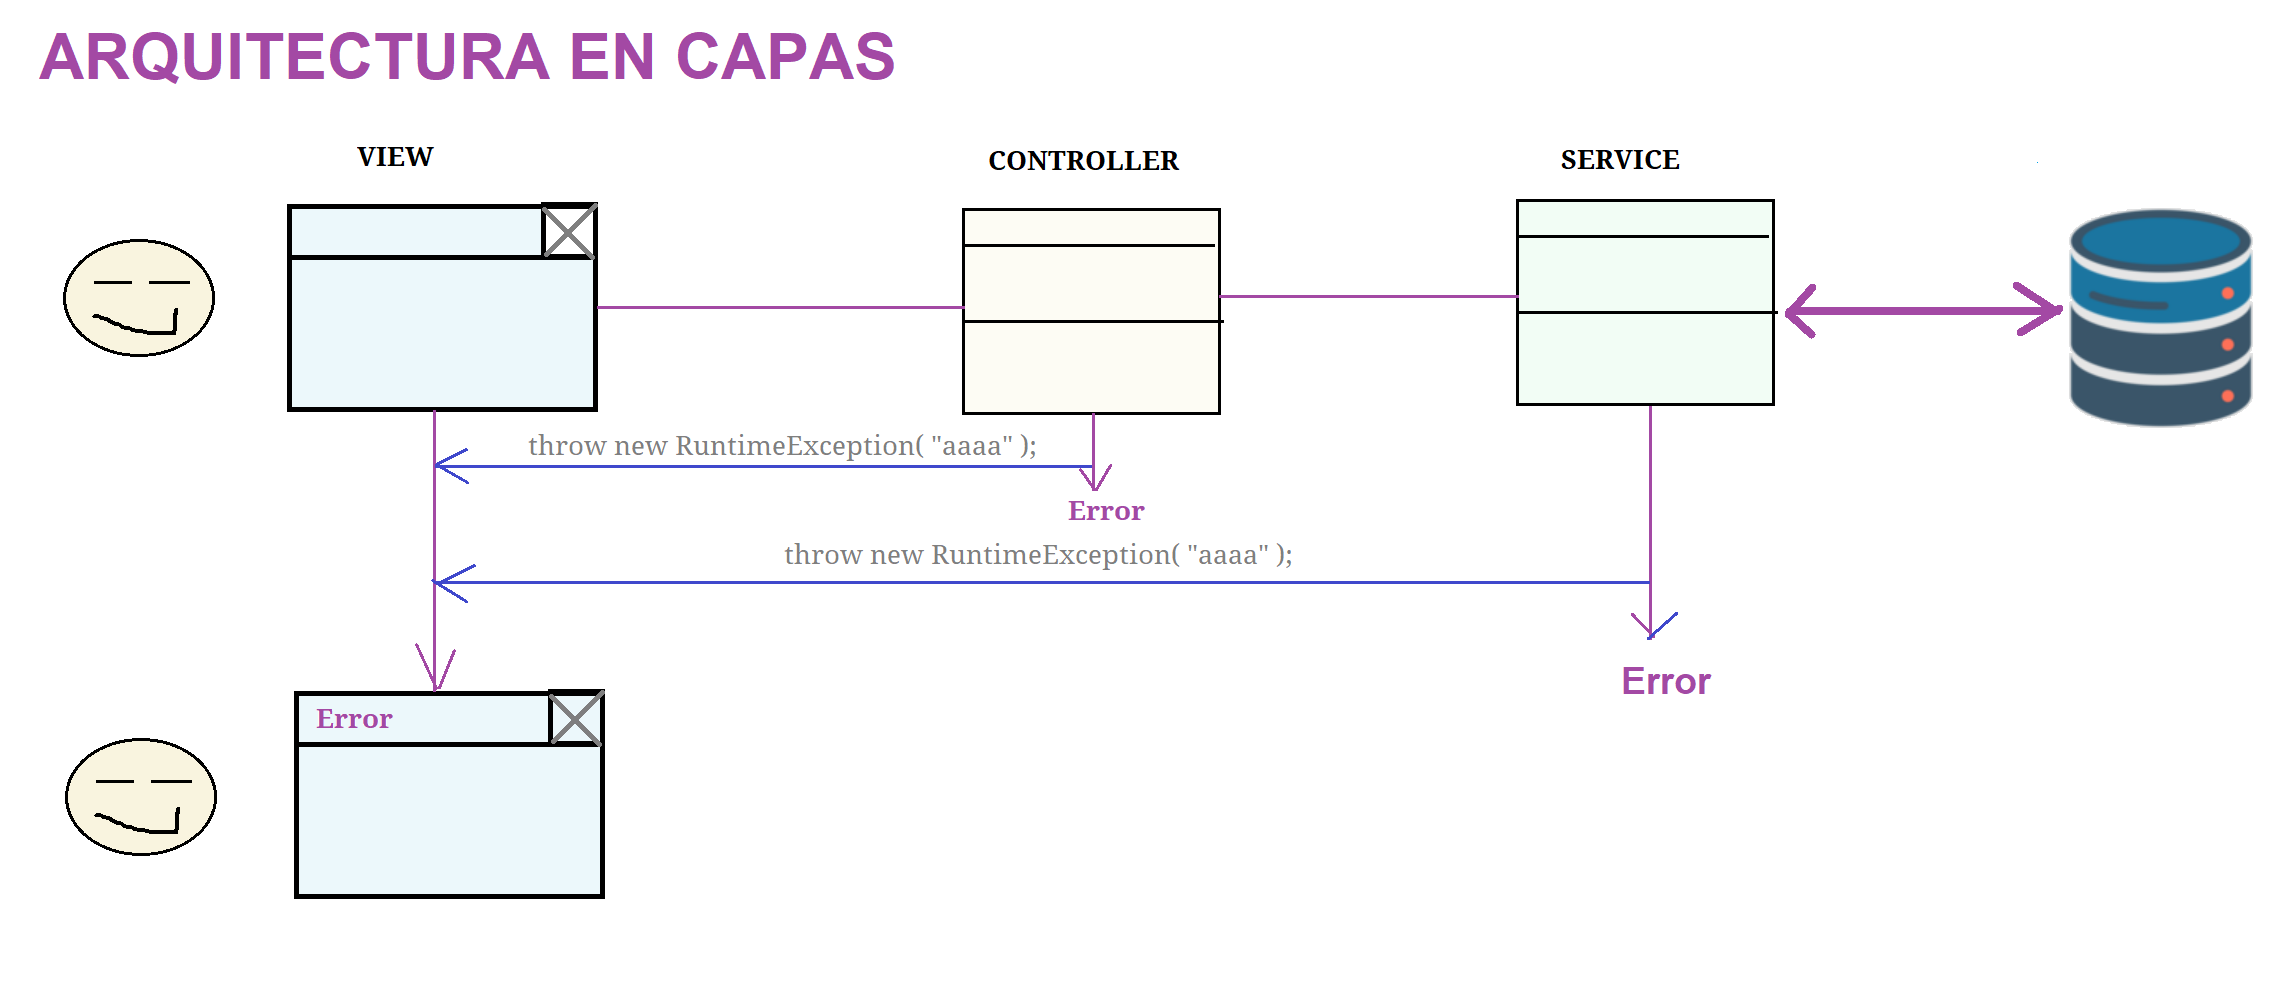 ARQUITECTURA EN CAPAS
VIEW
CONTROLLER
SERVICE
throw new RuntimeException( "aaaa" );
Error
throw new RuntimeException( "aaaa" );
Error
Error